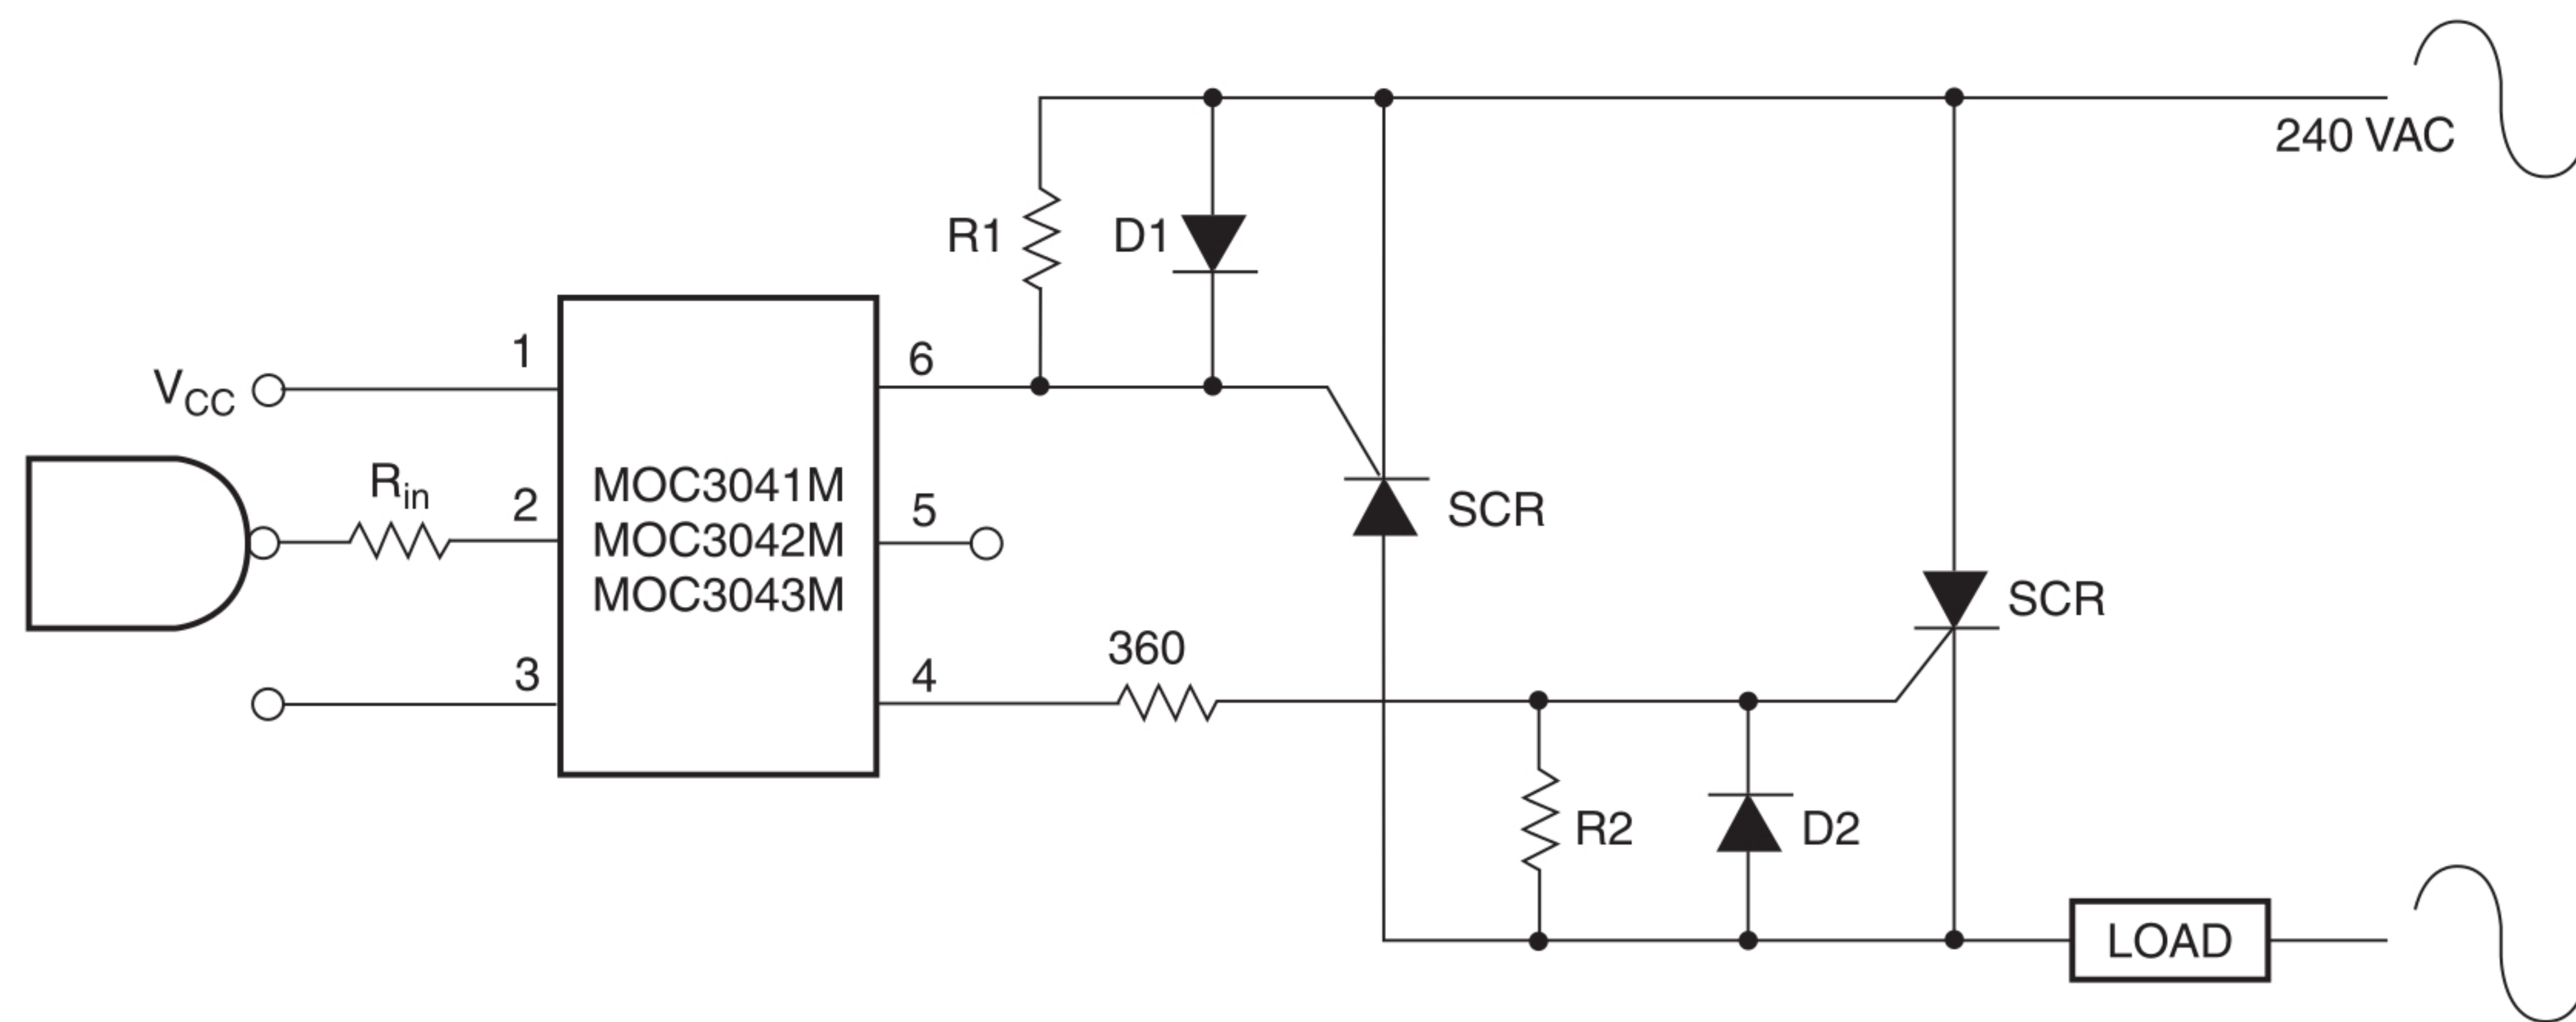 240 VAC
R1
D1
1
6
VCC
Rin
2
MOC3041M
MOC3042M
MOC3043M
5
SCR
SCR
3
4
360
R2
D2
LOAD